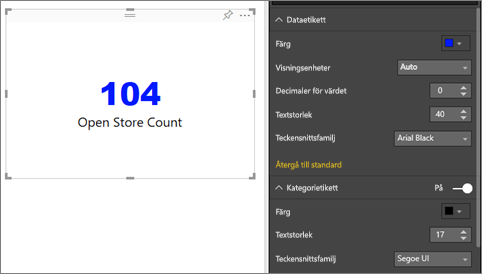 104
Open Store Count
Dataetikett
Färg
Visningsenheter Auto
Decimaler för värdet 0
Textstorlek 40
Teckensnittsfamilj Arial Black
Återgå till standard
Kategorietikett På
Färg
Textstorlek 17
Teckensnittsfamilj Segoe UI